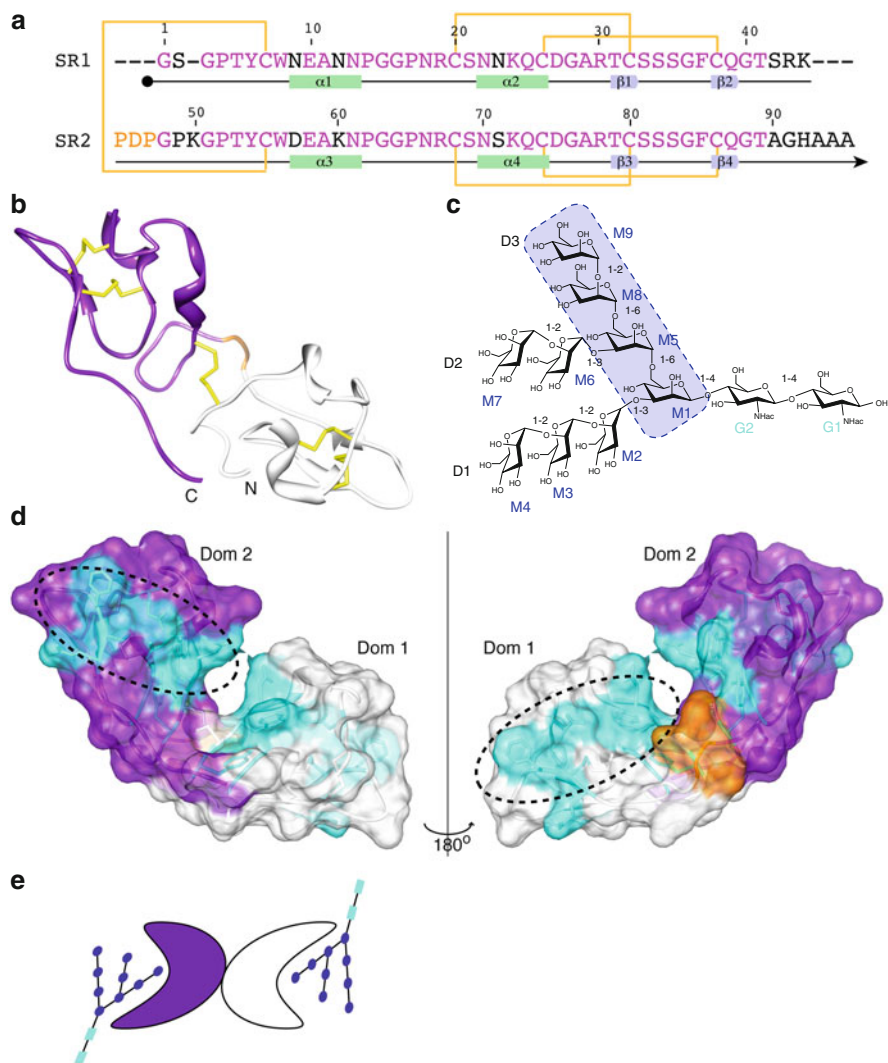 a
1 10 20 30 40
SR1 ---GS-GPTYCWNEANNPGGPNRCSNNKQCDGARTCSSSGFCQGTSRK----
α1 α2 β1 β2
50 60 70 80 90
SR2 PDPGPKGPTYCWDEAKNPGGPNRCSNSKQCDGARTCSSSGFCQGTAGHAAA
α3 α4 β3 β4
b
C N
c
D3 M9
1-2
M8
1-6
D2 1-2 M5
1-3 1-6
M7 M6 M1 1-4 1-4
1-3 G2 G1
NHac NHac
1-2 1-2
M2
D1 M3
M4
OH
HO
d
Dom 2 Dom 2
Dom 1 Dom 1
180°
e